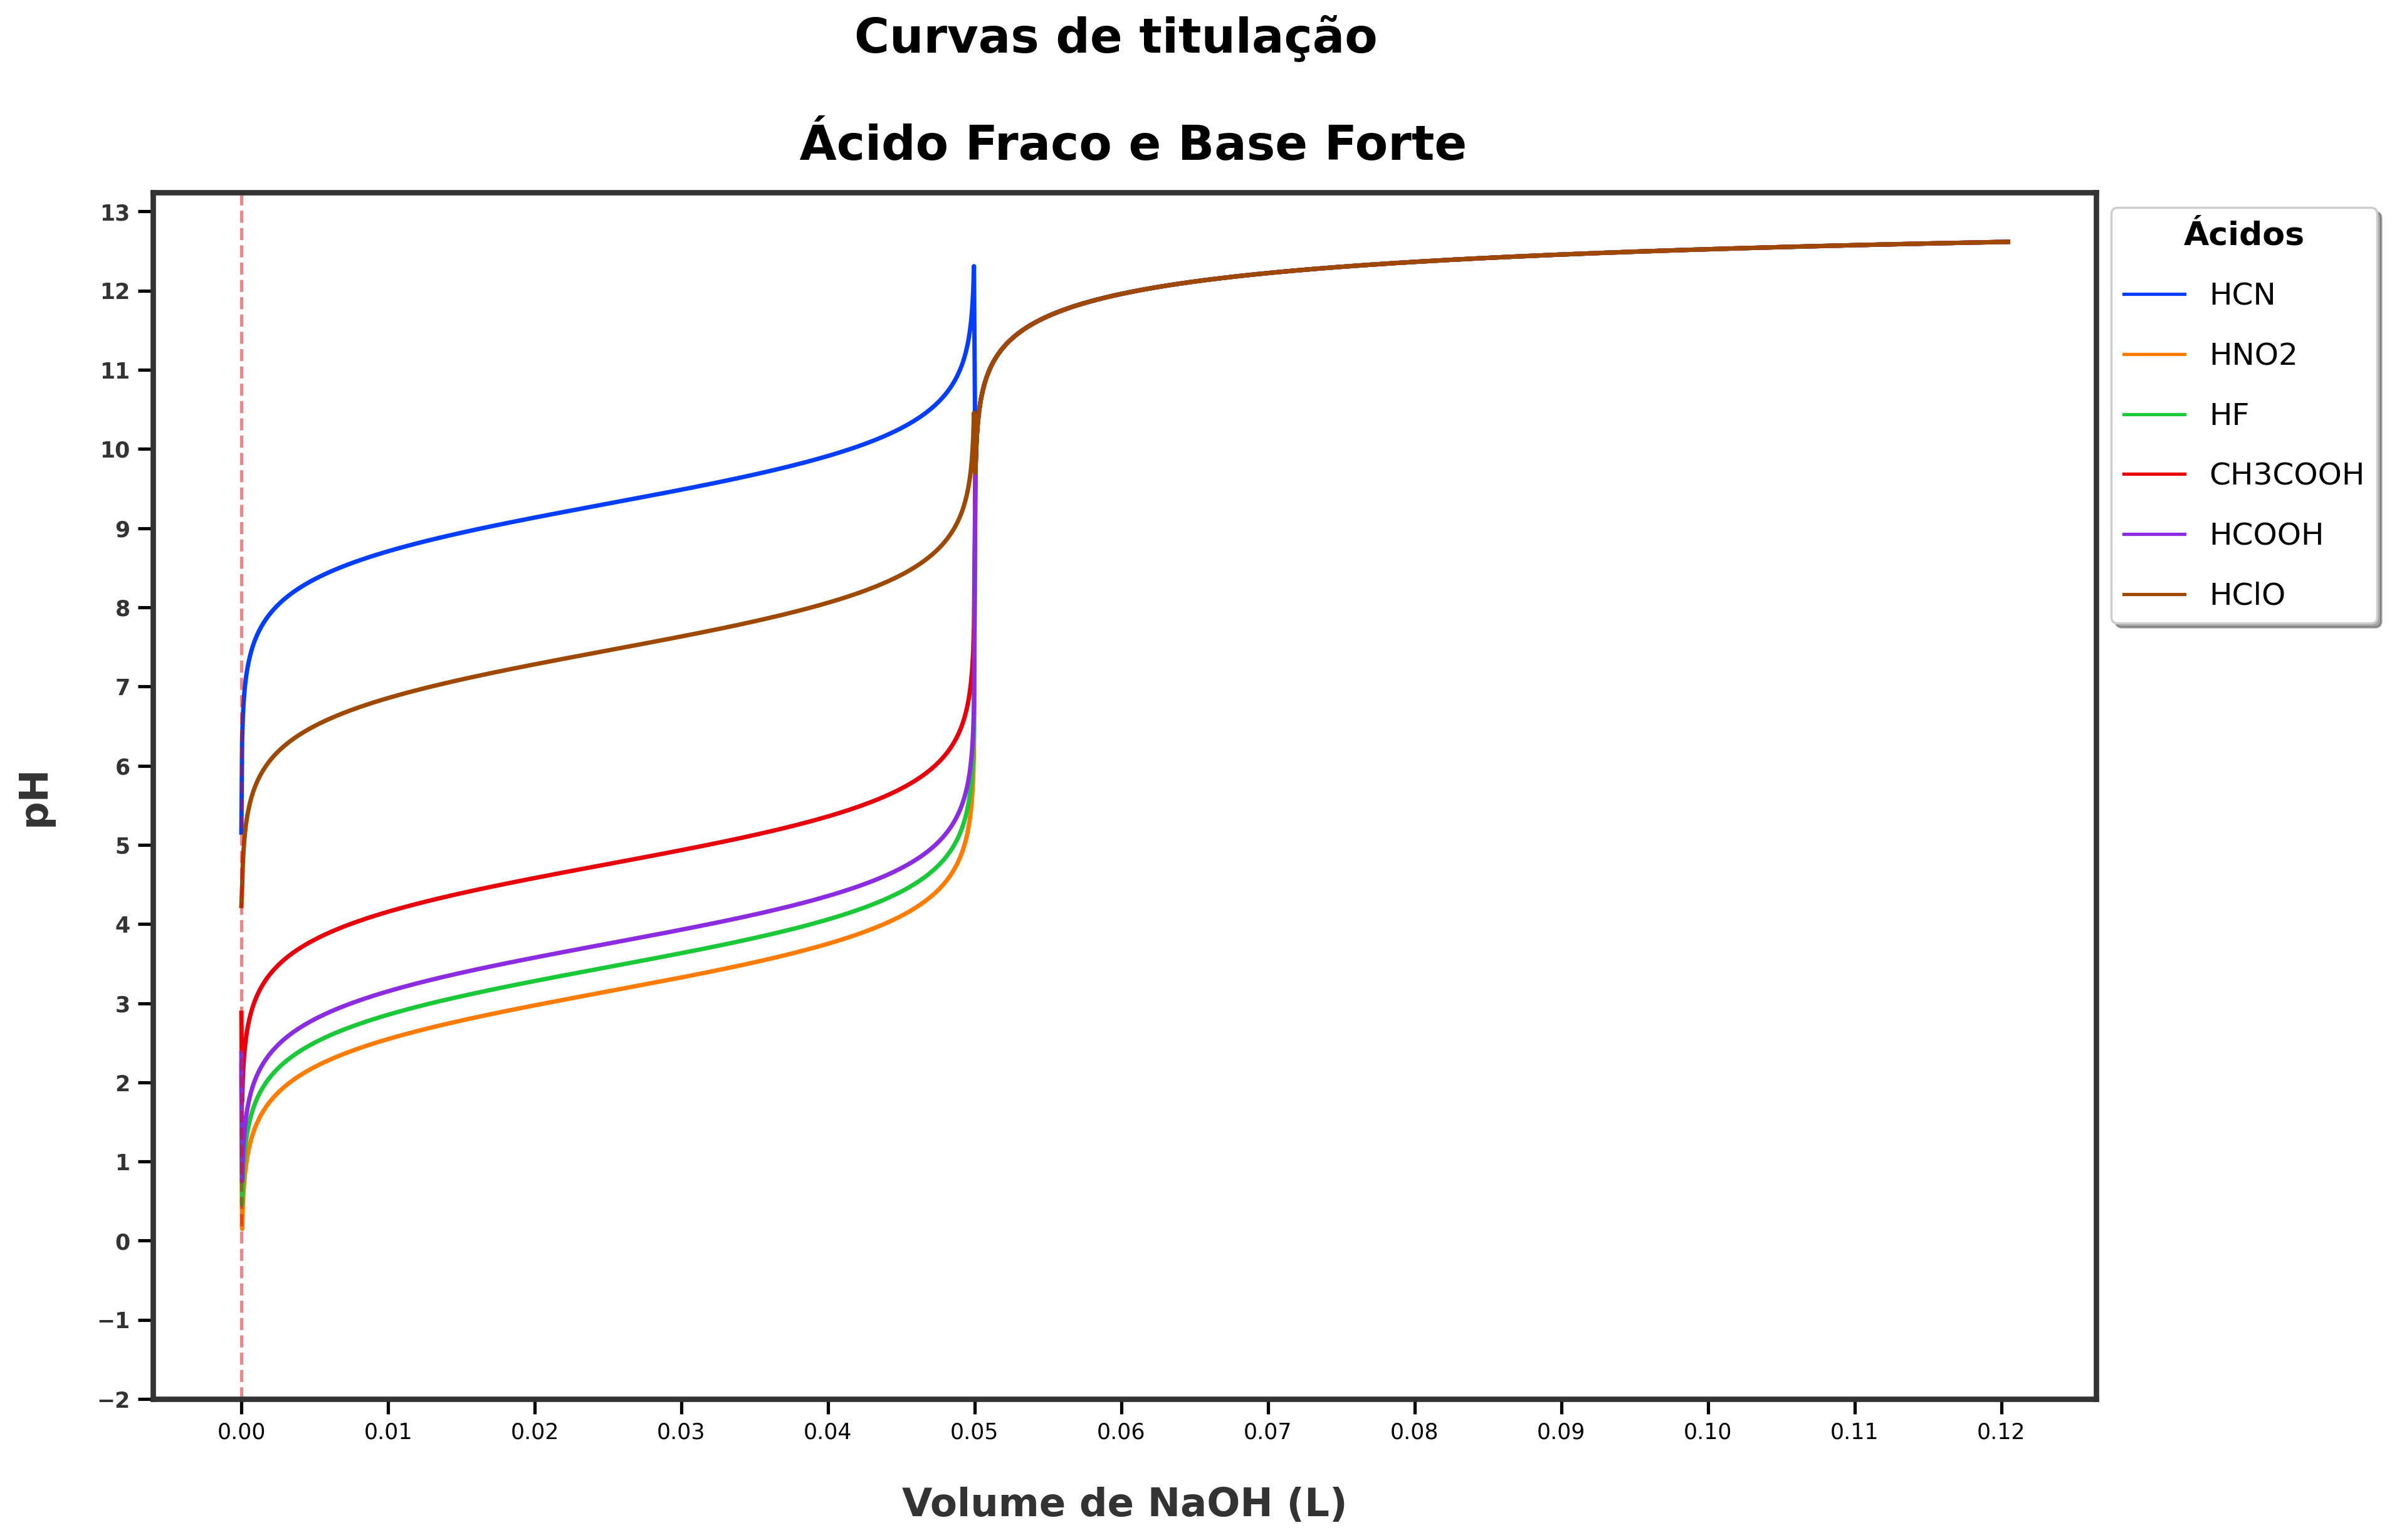 Curvas de titulação
Ácido Fraco e Base Forte
13
12
11
10
9
8
7
6
5
4
3
2
1
0
−1
−2
pH
0.00 0.01 0.02 0.03 0.04 0.05 0.06 0.07 0.08 0.09 0.10 0.11 0.12
Volume de NaOH (L)
Ácidos
HCN
HNO2
HF
CH3COOH
HCOOH
HClO